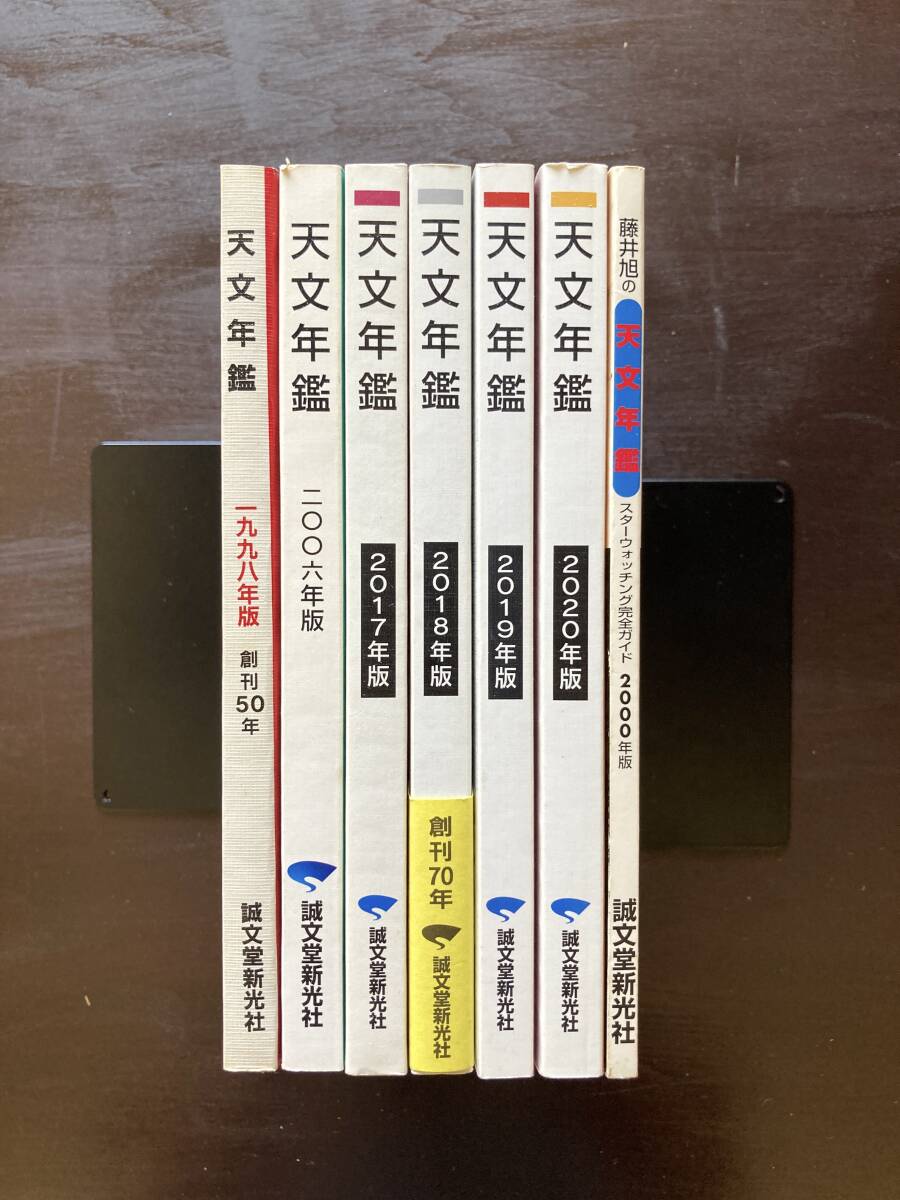 天文年鑑
一九九八年版
創刊50年
誠文堂新光社
天文年鑑
二〇〇六年版
誠文堂新光社
天文年鑑
2017年版
誠文堂新光社
天文年鑑
2018年版
創刊70年
誠文堂新光社
天文年鑑
2019年版
誠文堂新光社
天文年鑑
2020年版
誠文堂新光社
藤井旭の
天文年鑑
スターウォッチング完全ガイド
2000年版
誠文堂新光社